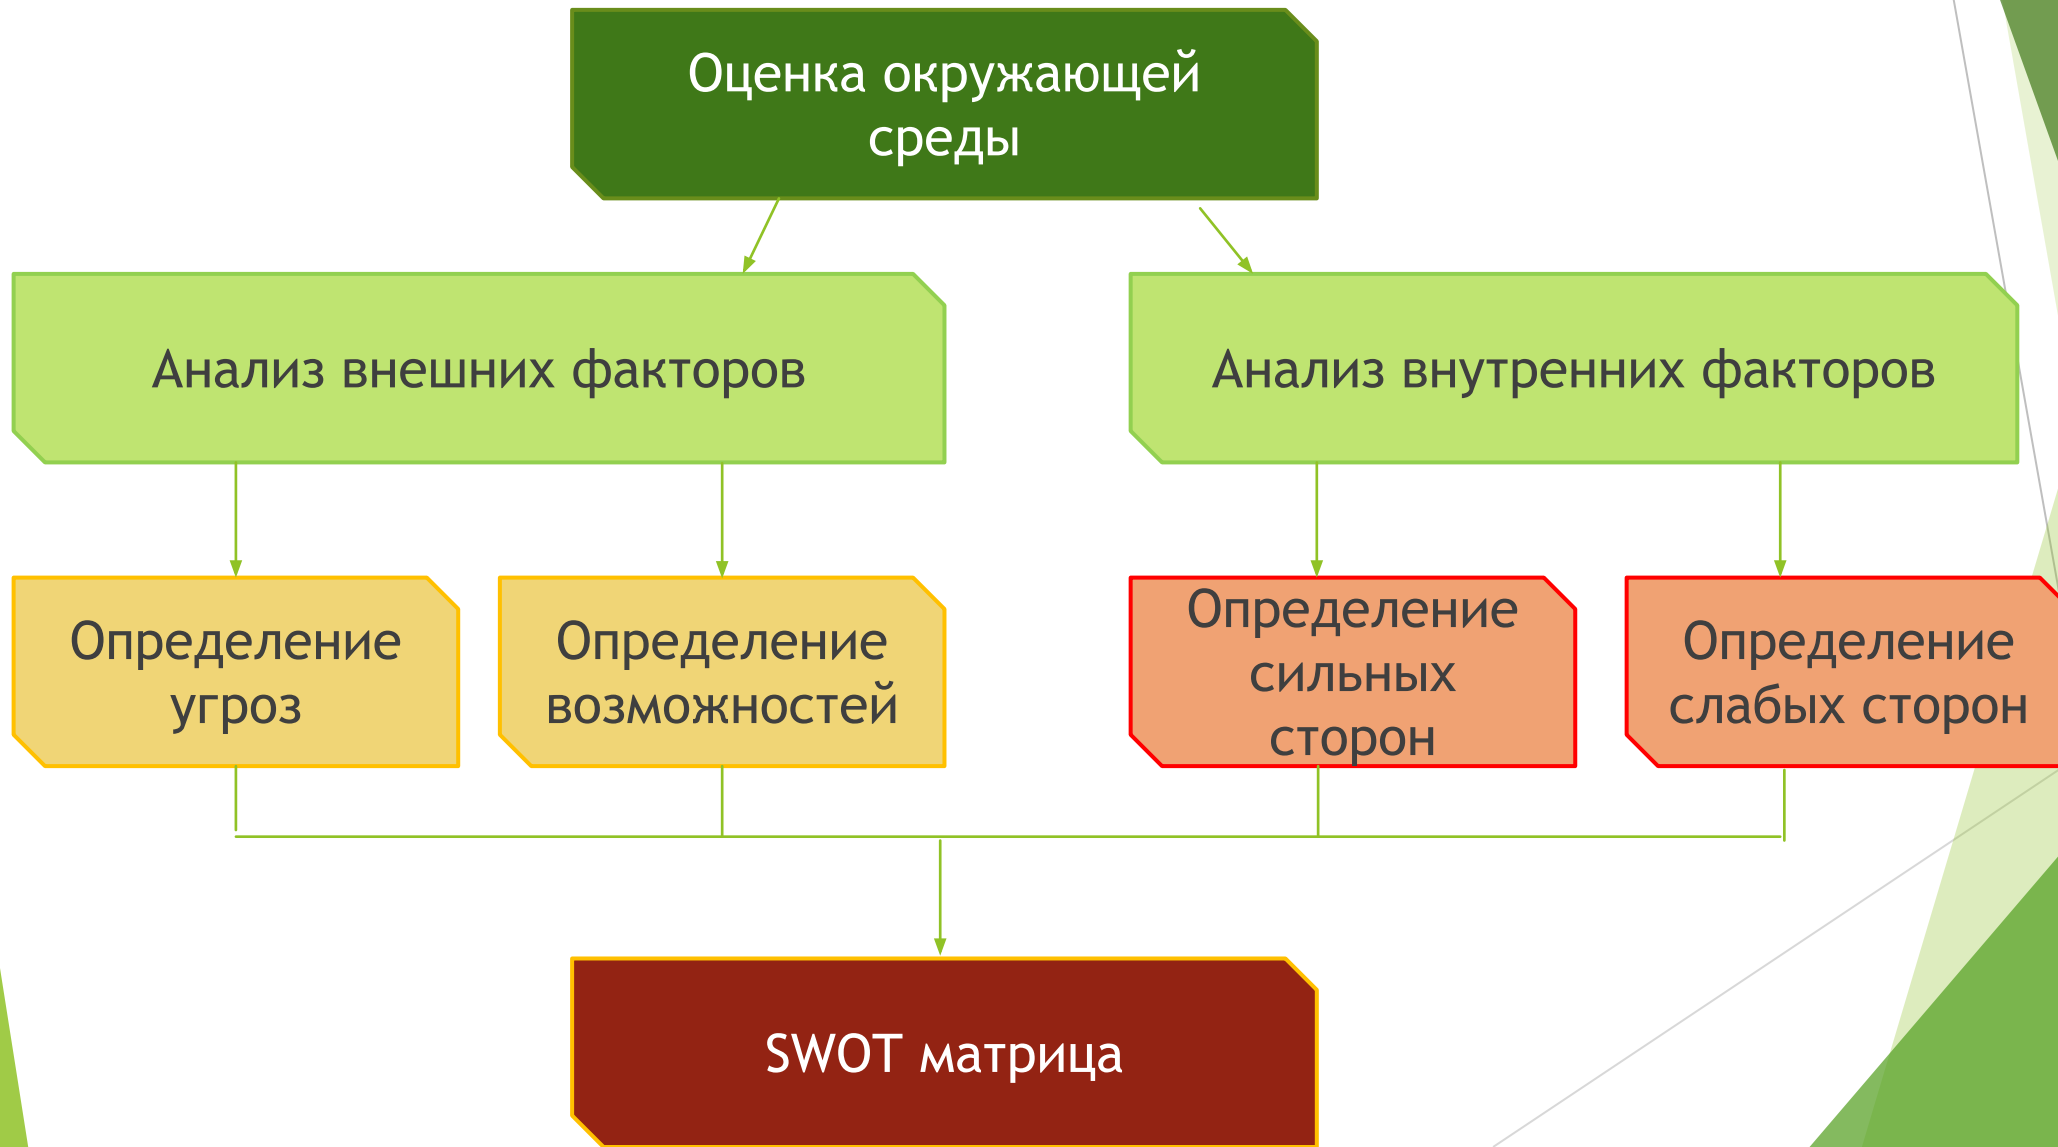 Оценка окружающей
среды
Анализ внешних факторов
Анализ внутренних факторов
Определение
угроз
Определение
возможностей
Определение
сильных
сторон
Определение
слабых сторон
SWOT матрица